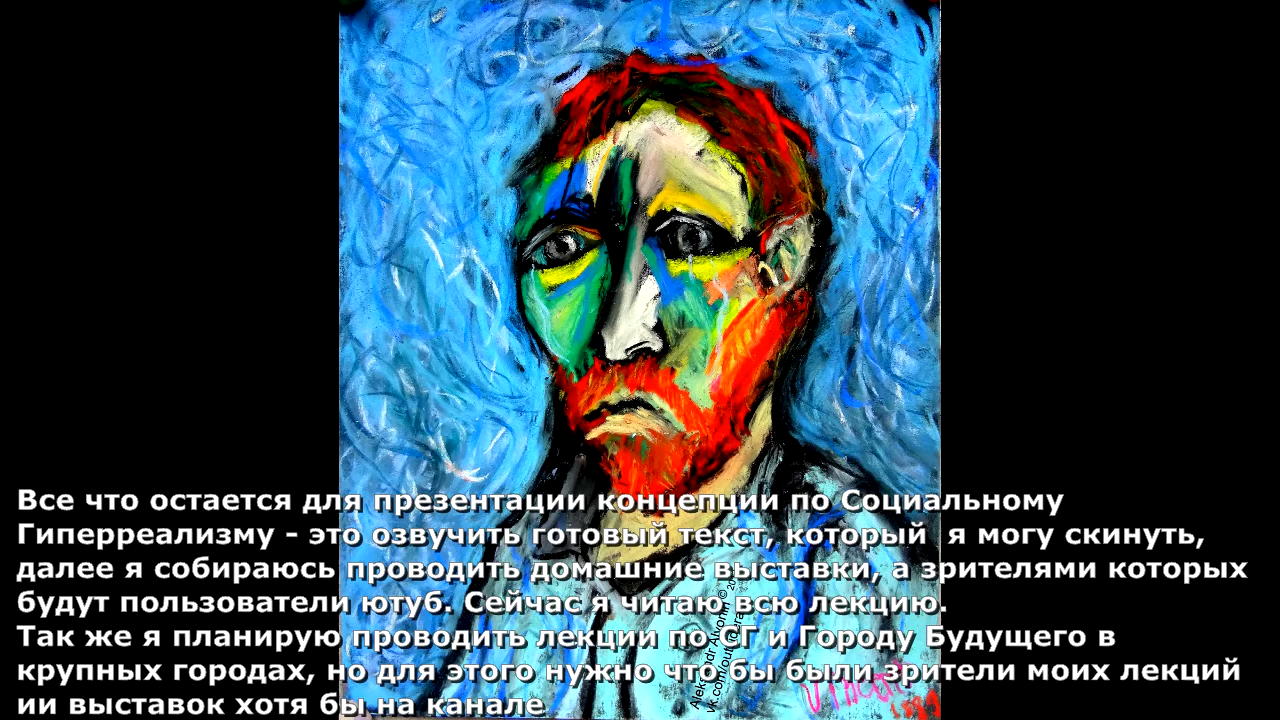 Все что остается для презентации концепции по Социальному
Гиперреализму - это озвучить готовый текст, который я могу скинуть,
далее я собираюсь проводить домашние выставки, а зрителями которых
будут пользователи ютуб. Сейчас я читаю всю лекцию.
Так же я планирую проводить лекции по СГ и Городу Будущего в
крупных городах, но для этого нужно что бы были зрители моих лекций
ии выставок хотя бы на канале
Vincent